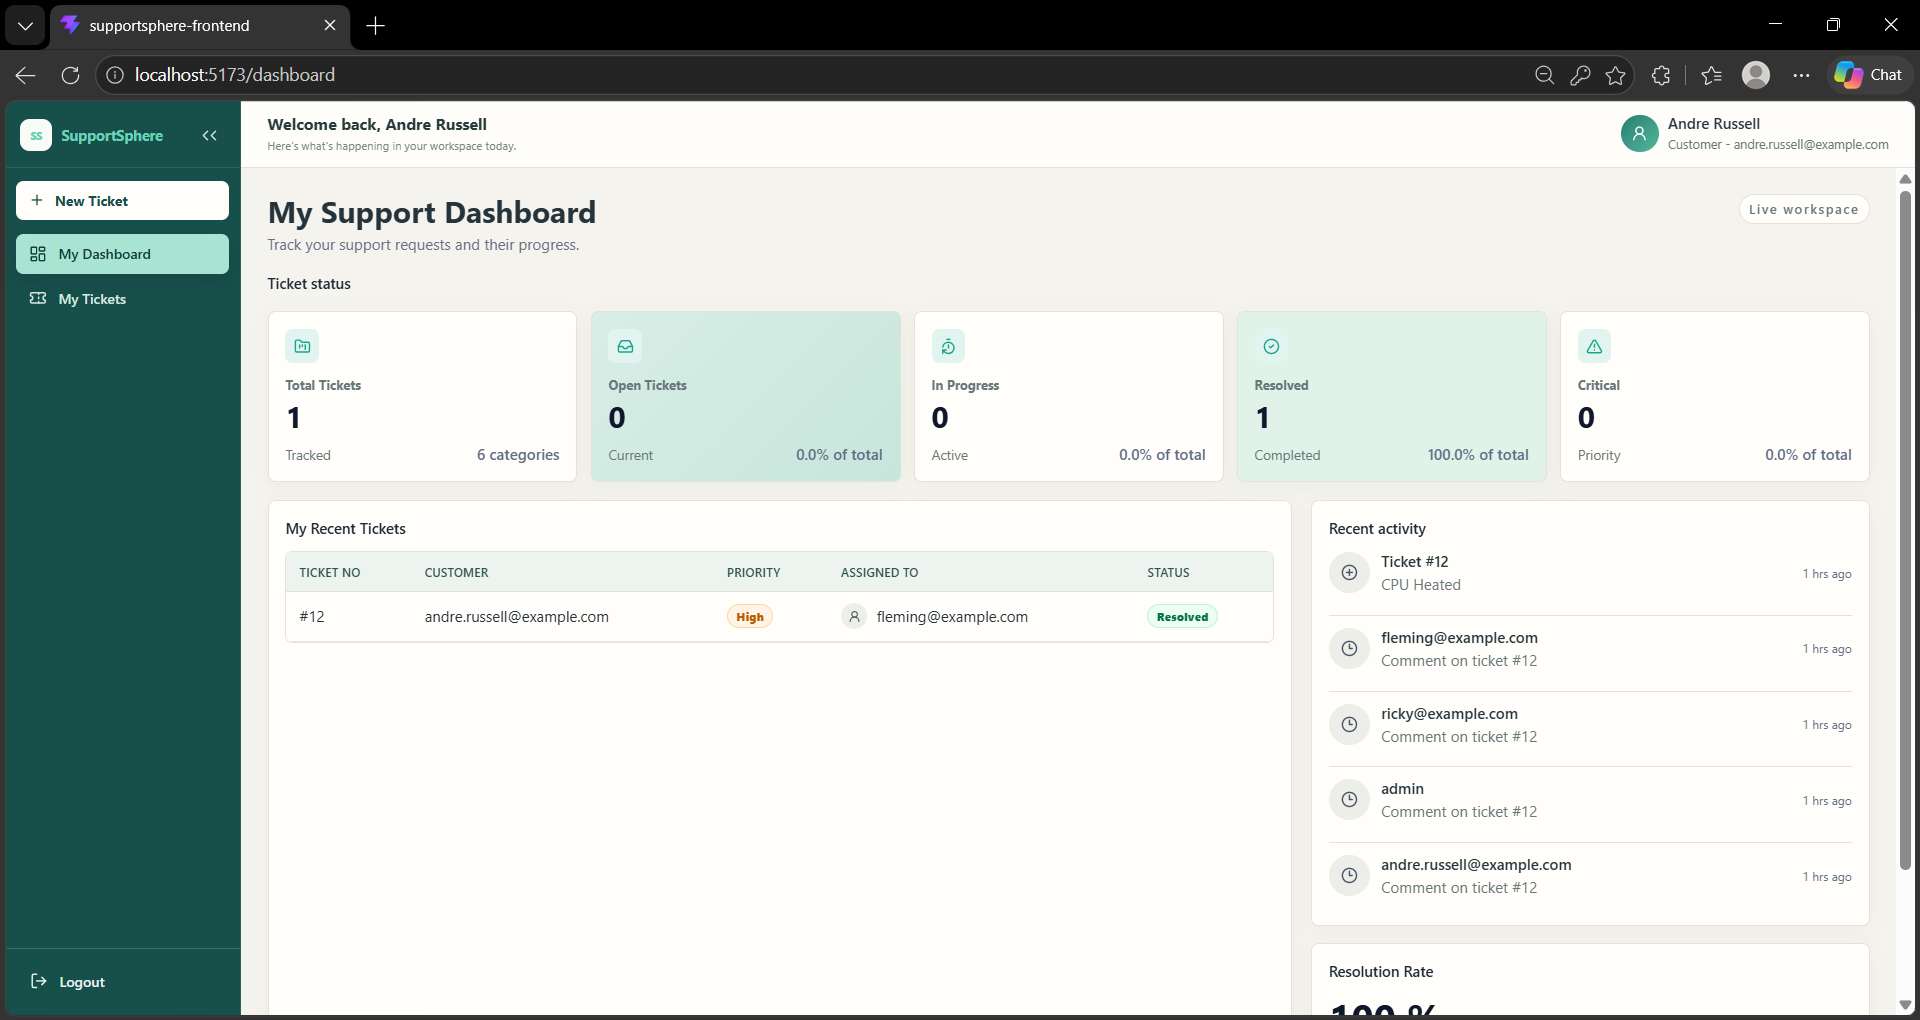 supportsphere-frontend
localhost:5173/dashboard
Chat
ss SupportSphere
New Ticket
My Dashboard
My Tickets
Logout
Welcome back, Andre Russell
Here's what's happening in your workspace today.
Andre Russell
Customer - andre.russell@example.com
My Support Dashboard
Track your support requests and their progress.
Live workspace
Ticket status
Total Tickets
1
Tracked 6 categories
Open Tickets
0
Current 0.0% of total
In Progress
0
Active 0.0% of total
Resolved
1
Completed 100.0% of total
Critical
0
Priority 0.0% of total
My Recent Tickets
TICKET NO CUSTOMER PRIORITY ASSIGNED TO STATUS
#12 andre.russell@example.com High fleming@example.com Resolved
Recent activity
Ticket #12
CPU Heated
1 hrs ago
fleming@example.com
Comment on ticket #12
1 hrs ago
ricky@example.com
Comment on ticket #12
1 hrs ago
admin
Comment on ticket #12
1 hrs ago
andre.russell@example.com
Comment on ticket #12
1 hrs ago
Resolution Rate
100 %